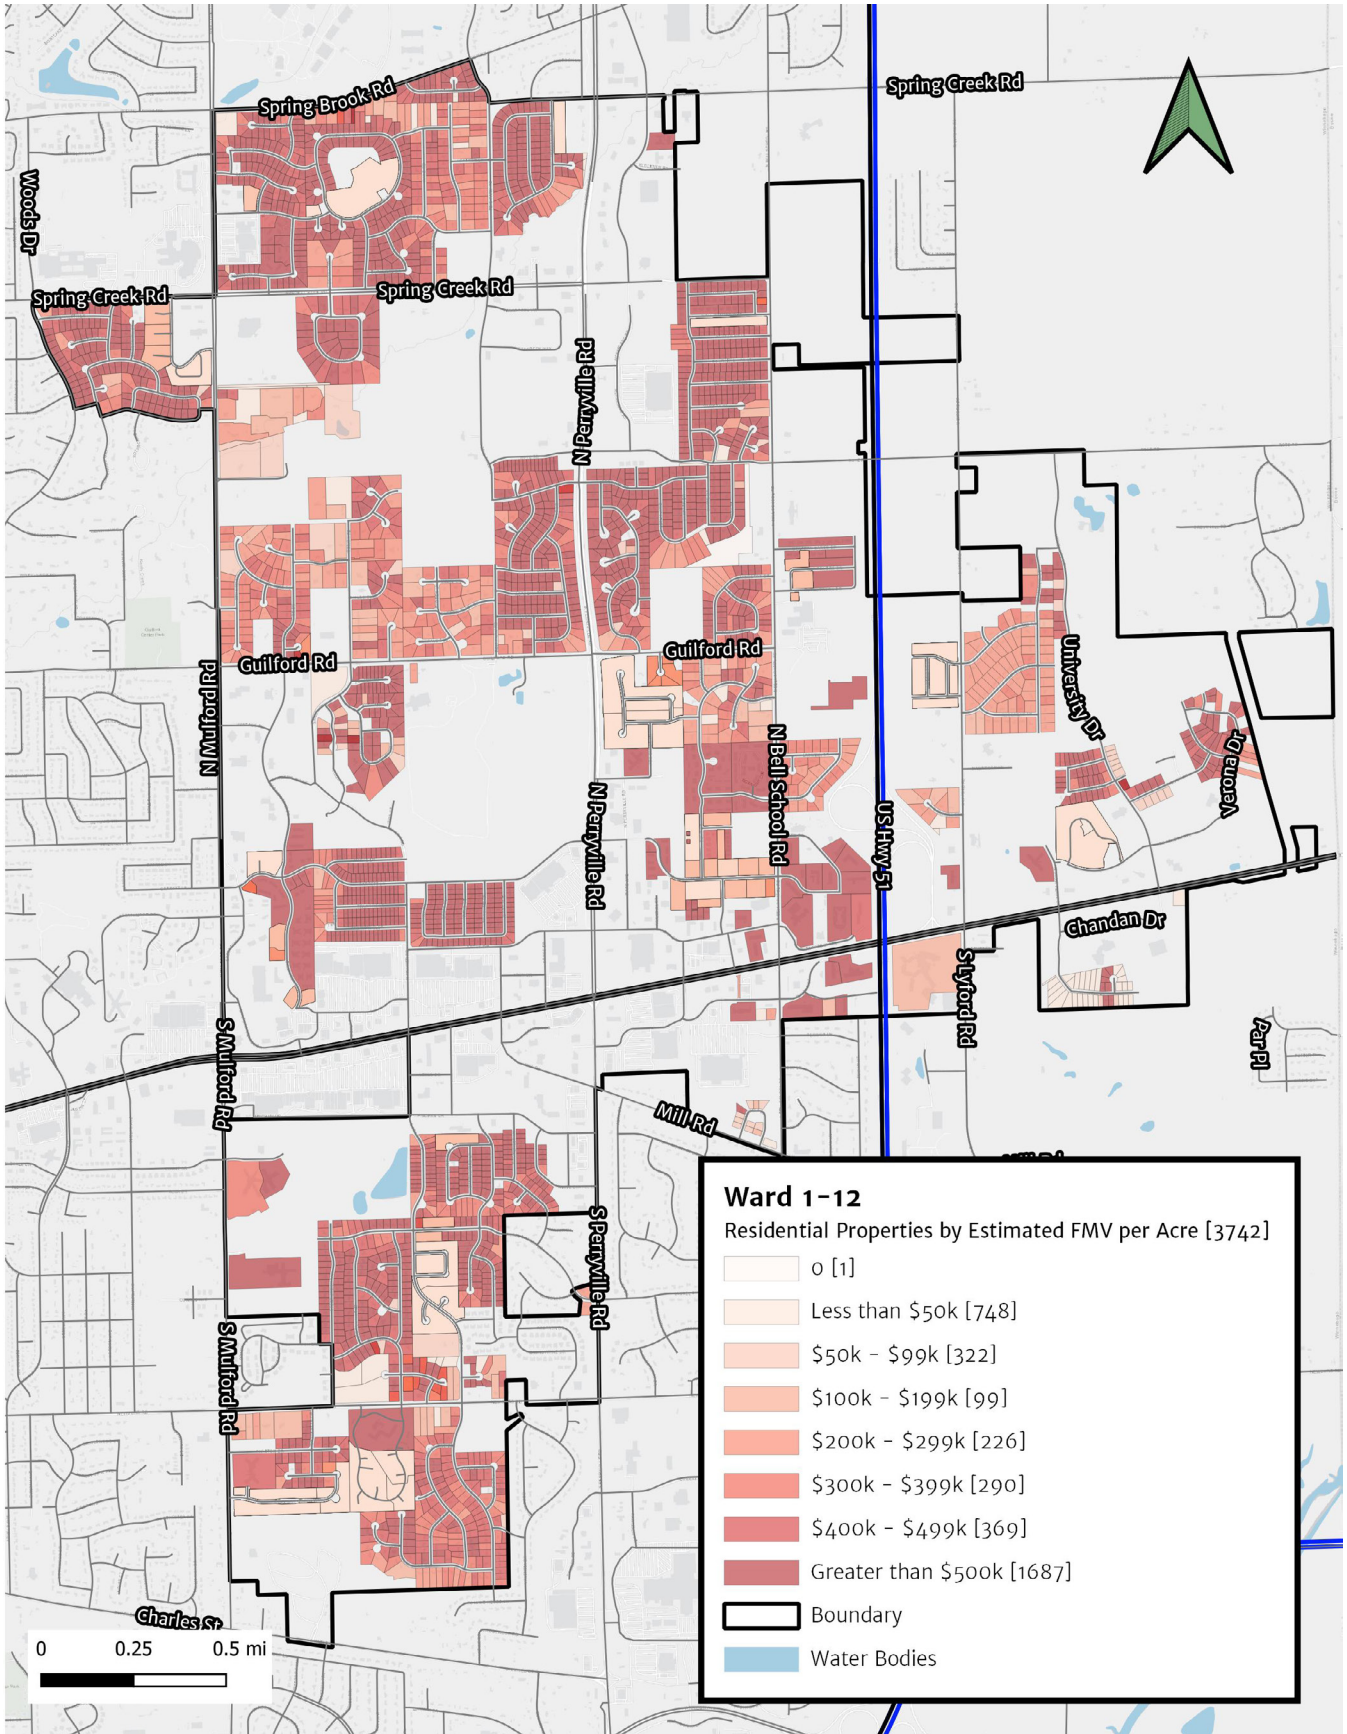 Spring Creek Rd
Spring Brook Rd
Woods Dr
Spring Creek Rd
Spring Creek Rd
N Perryville Rd
Guilford Rd
Guilford Rd
N Mulford Rd
University Dr
Verona Dr
N Bell School Rd
N Perryville Rd
US Hwy 51
Chandan Dr
S Lyford Rd
S Mulford Rd
Par Pl
Mill Rd
S Perryville Rd
S Mulford Rd
Charles St
0 0.25 0.5 mi
Ward 1-12
Residential Properties by Estimated FMV per Acre [3742]
0 [1]
Less than $50k [748]
$50k - $99k [322]
$100k - $199k [99]
$200k - $299k [226]
$300k - $399k [290]
$400k - $499k [369]
Greater than $500k [1687]
Boundary
Water Bodies